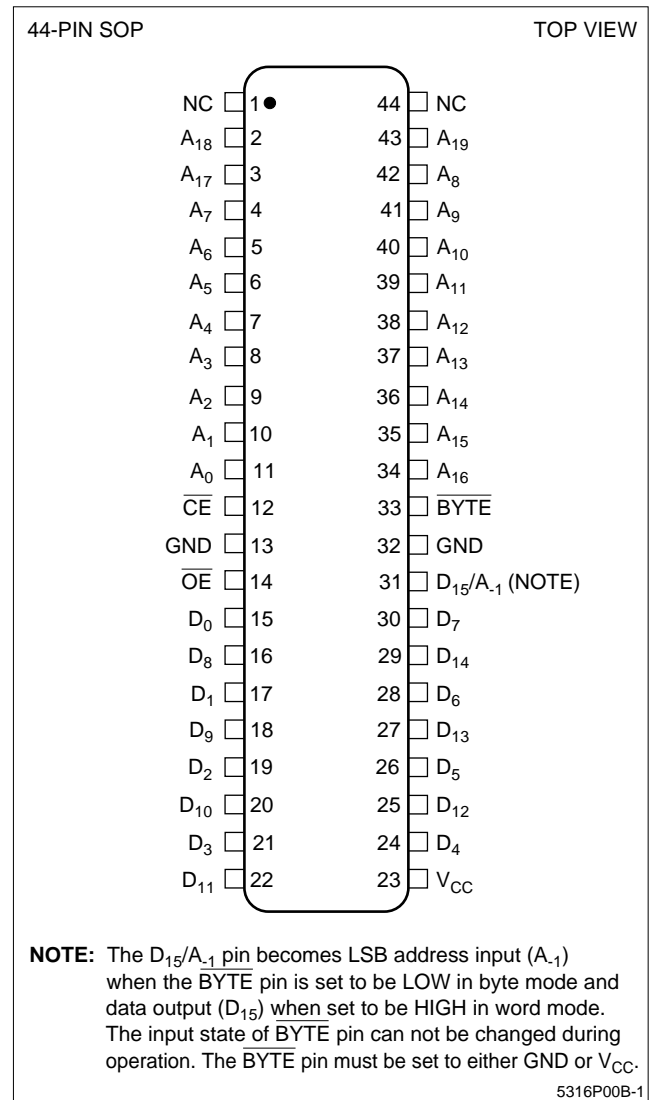 44-PIN SOP TOP VIEW
NC 1 44 NC
A18 2 43 A19
A17 3 42 A8
A7 4 41 A9
A6 5 40 A10
A5 6 39 A11
A4 7 38 A12
A3 8 37 A13
A2 9 36 A14
A1 10 35 A15
A0 11 34 A16
C̅E̅ 12 33 B̅Y̅T̅E̅
GND 13 32 GND
O̅E̅ 14 31 D15/A-1 (NOTE)
D0 15 30 D7
D8 16 29 D14
D1 17 28 D6
D9 18 27 D13
D2 19 26 D5
D10 20 25 D12
D3 21 24 D4
D11 22 23 VCC
NOTE: The D15/A-1 pin becomes LSB address input (A-1)
when the B̅Y̅T̅E̅ pin is set to be LOW in byte mode and
data output (D15) when set to be HIGH in word mode.
The input state of B̅Y̅T̅E̅ pin can not be changed during
operation. The B̅Y̅T̅E̅ pin must be set to either GND or VCC.
5316P00B-1